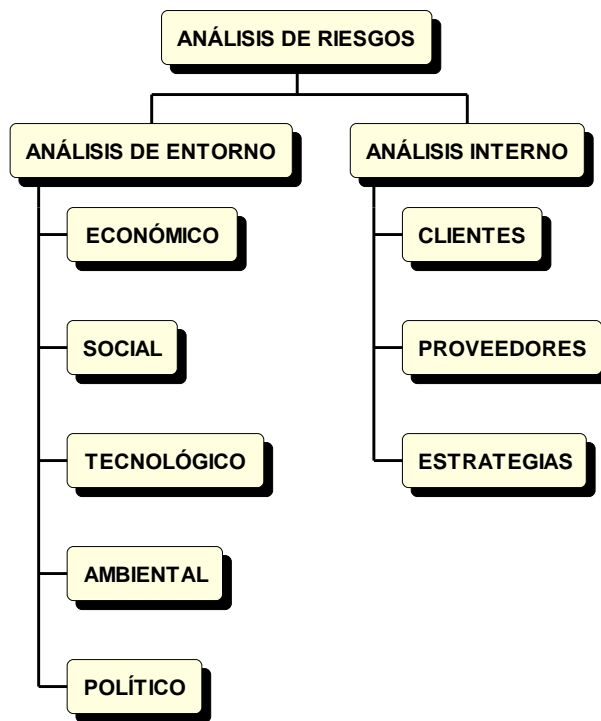 ANÁLISIS DE RIESGOS
ANÁLISIS DE ENTORNO
ANÁLISIS INTERNO
ECONÓMICO
CLIENTES
SOCIAL
PROVEEDORES
TECNOLÓGICO
ESTRATEGIAS
AMBIENTAL
POLÍTICO